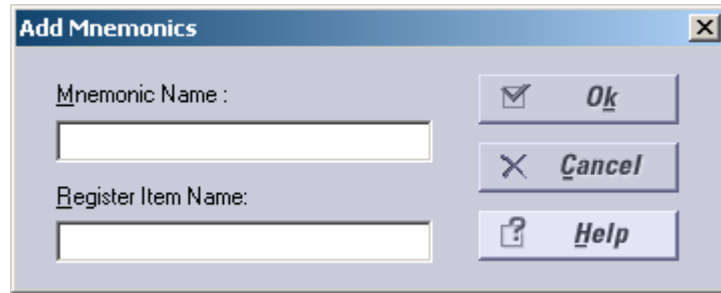 Add Mnemonics
Mnemonic Name :
Register Item Name:
Ok
Cancel
Help